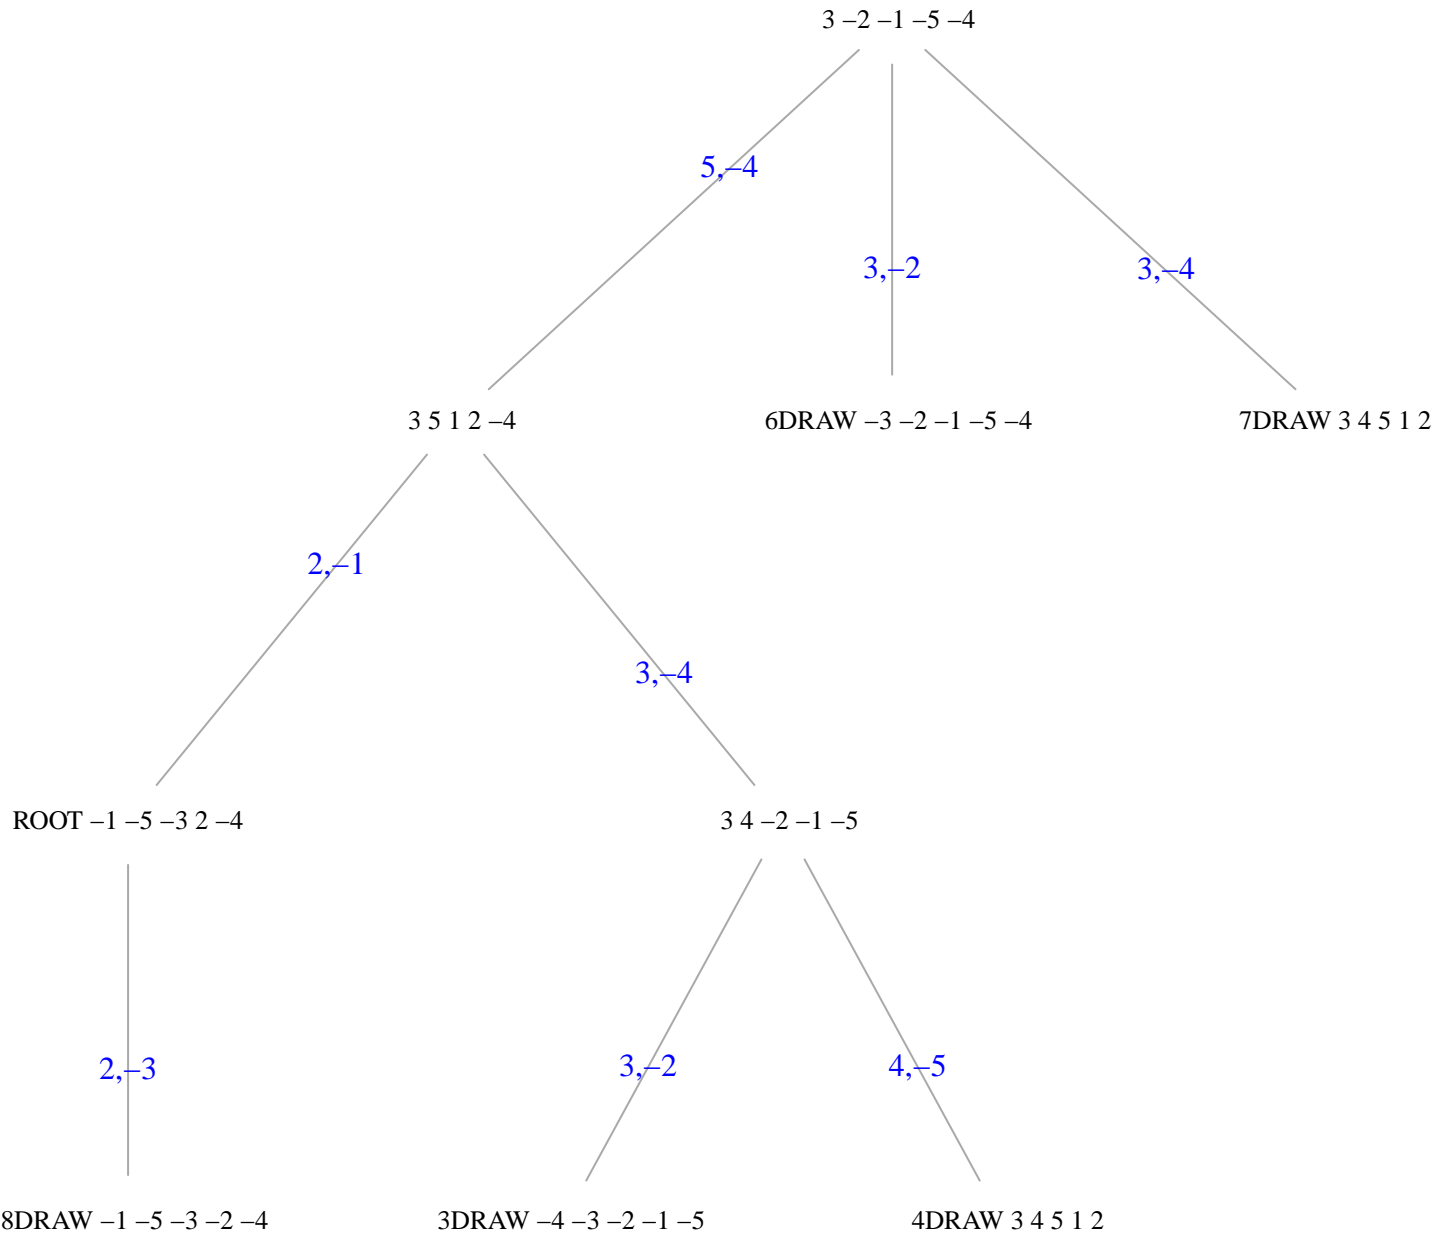 3 –2 –1 –5 –4
5,–4
3,–2
3,–4
3 5 1 2 –4
6DRAW –3 –2 –1 –5 –4
7DRAW 3 4 5 1 2
2,–1
3,–4
ROOT –1 –5 –3 2 –4
3 4 –2 –1 –5
2,–3
3,–2
4,–5
8DRAW –1 –5 –3 –2 –4
3DRAW –4 –3 –2 –1 –5
4DRAW 3 4 5 1 2